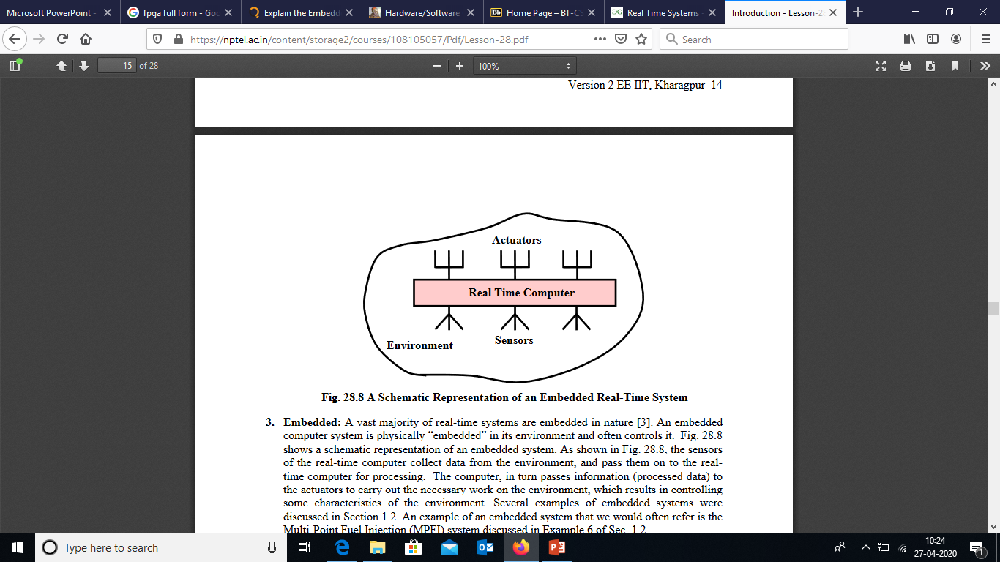 Microsoft PowerPoint -
fpga full form - Goo
Explain the Embedd
Hardware/Software
Bb Home Page – BT-CS
Real Time Systems -
Introduction - Lesson-28
https://nptel.ac.in/content/storage2/courses/108105057/Pdf/Lesson-28.pdf
Search
15 of 28
100%
Version 2 EE IIT, Kharagpur 14
Actuators
Real Time Computer
Sensors
Environment
Fig. 28.8 A Schematic Representation of an Embedded Real-Time System
3. Embedded: A vast majority of real-time systems are embedded in nature [3]. An embedded
computer system is physically “embedded” in its environment and often controls it. Fig. 28.8
shows a schematic representation of an embedded system. As shown in Fig. 28.8, the sensors
of the real-time computer collect data from the environment, and pass them on to the real-
time computer for processing. The computer, in turn passes information (processed data) to
the actuators to carry out the necessary work on the environment, which results in controlling
some characteristics of the environment. Several examples of embedded systems were
discussed in Section 1.2. An example of an embedded system that we would often refer is the
Multi-Point Fuel Injection (MPFI) system discussed in Example 6 of Sec. 1.2
Type here to search
10:24
27-04-2020
1